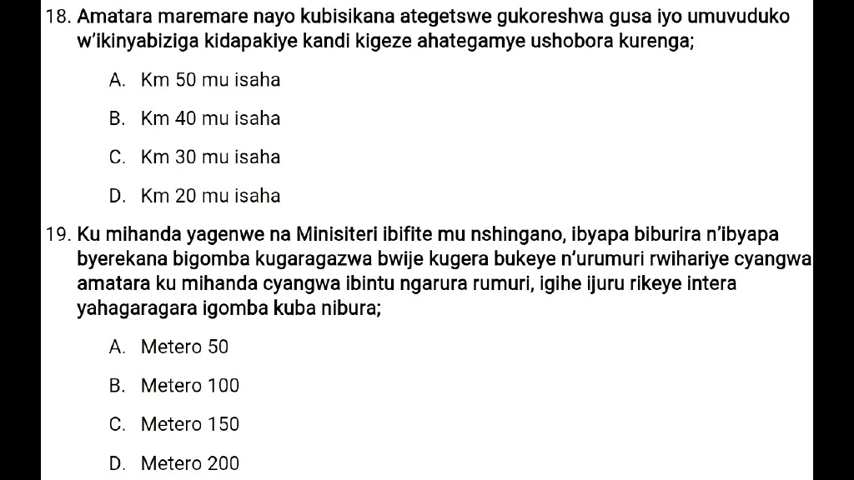 18. Amatara maremare nayo kubisikana ategetswe gukoreshwa gusa iyo umuvuduko
w'ikinyabiziga kidapakiye kandi kigeze ahategamye ushobora kurenga;
A. Km 50 mu isaha
B. Km 40 mu isaha
C. Km 30 mu isaha
D. Km 20 mu isaha
19. Ku mihanda yagenwe na Minisiteri ibifite mu nshingano, ibyapa biburira n'ibyapa
byerekana bigomba kugaragazwa bwije kugera bukeye n'urumuri rwihariye cyangwa
amatara ku mihanda cyangwa ibintu ngarura rumuri, igihe ijuru rikeye intera
yahagaragara igomba kuba nibura;
A. Metero 50
B. Metero 100
C. Metero 150
D. Metero 200